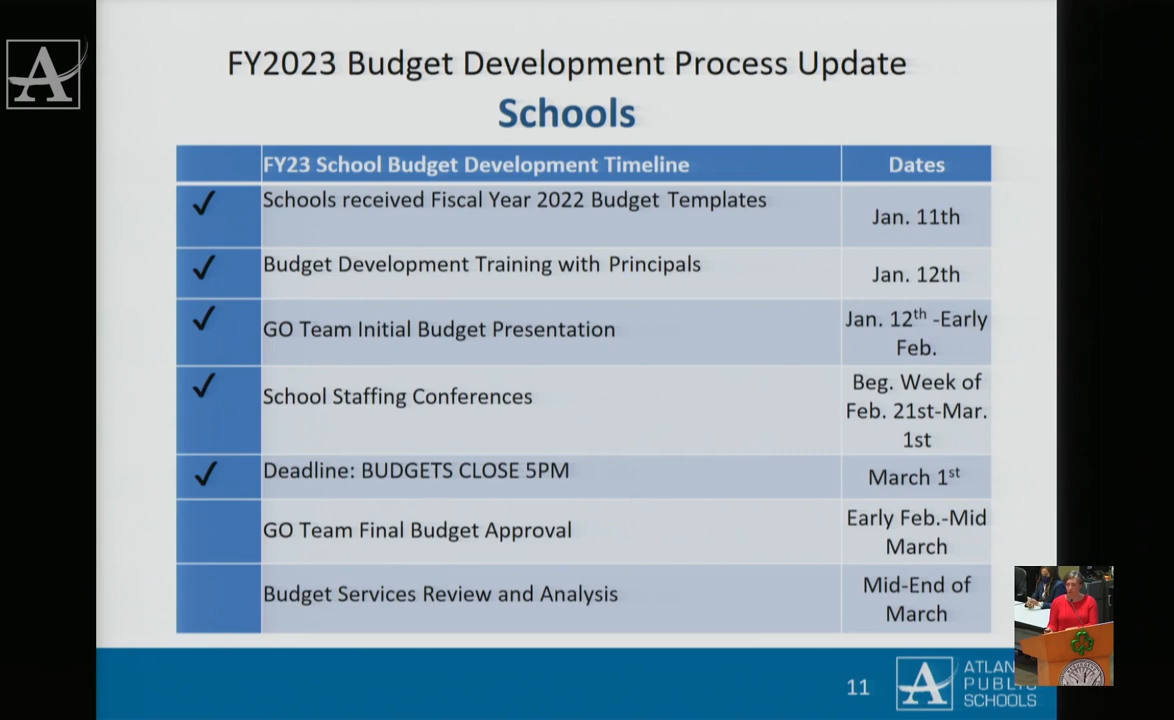 FY2023 Budget Development Process Update
Schools
FY23 School Budget Development Timeline
Dates
Schools received Fiscal Year 2022 Budget Templates
Jan. 11th
Budget Development Training with Principals
Jan. 12th
GO Team Initial Budget Presentation
Jan. 12th -Early
Feb.
School Staffing Conferences
Beg. Week of
Feb. 21st-Mar.
1st
Deadline: BUDGETS CLOSE 5PM
March 1st
GO Team Final Budget Approval
Early Feb.-Mid
March
Budget Services Review and Analysis
Mid-End of
March
11
PUBLIC
SCHOOLS